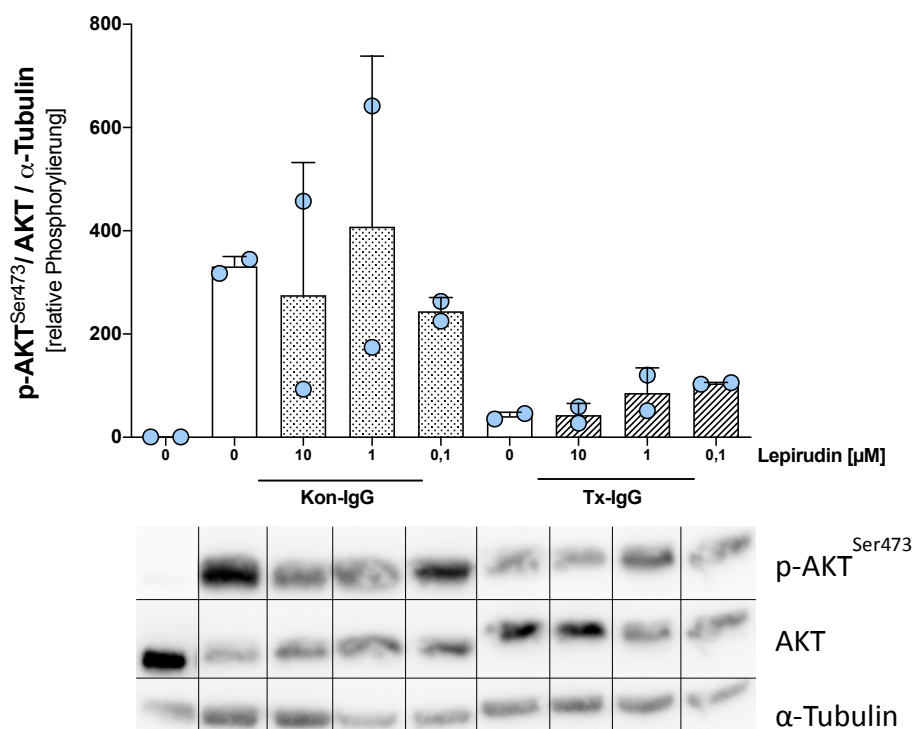 p-AKTSer473/ AKT / α-Tubulin
[relative Phosphorylierung]
800
600
400
200
0
0 0 10 1 0,1 0 10 1 0,1 Lepirudin [µM]
Kon-IgG Tx-IgG
p-AKTSer473
AKT
α-Tubulin